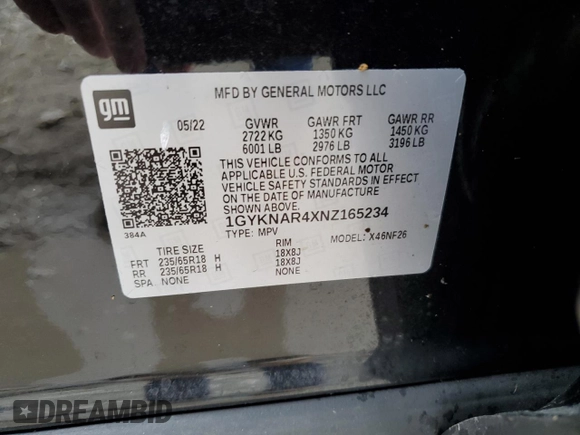 gm
MFD BY GENERAL MOTORS LLC
05/22 GVWR GAWR FRT GAWR RR
2722 KG 1350 KG 1450 KG
6001 LB 2976 LB 3196 LB
THIS VEHICLE CONFORMS TO ALL
APPLICABLE U.S. FEDERAL MOTOR
VEHICLE SAFETY STANDARDS IN EFFECT
ON THE DATE OF MANUFACTURE
SHOWN ABOVE.
1GYKNAR4XNZ165234
384A
TYPE: MPV MODEL: X46NF26
TIRE SIZE RIM
FRT 235/65R18 H 18X8J
RR 235/65R18 H 18X8J
SPA. NONE NONE
DREAMBID